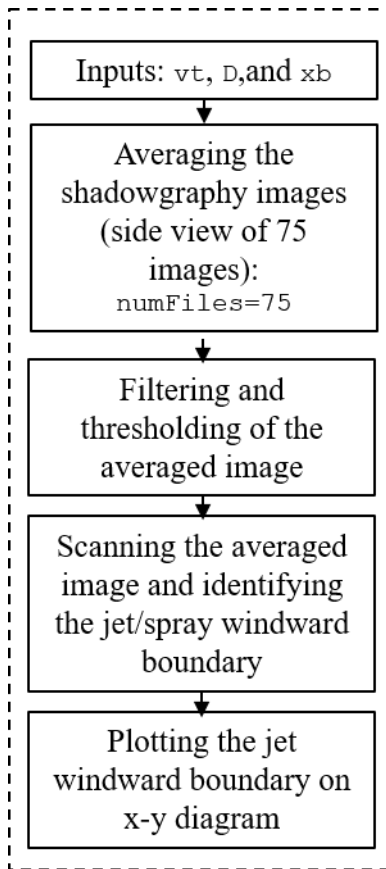 Inputs: vt, D,and xb
Averaging the
shadowgraphy images
(side view of 75
images):
numFiles=75
Filtering and
thresholding of the
averaged image
Scanning the averaged
image and identifying
the jet/spray windward
boundary
Plotting the jet
windward boundary on
x-y diagram